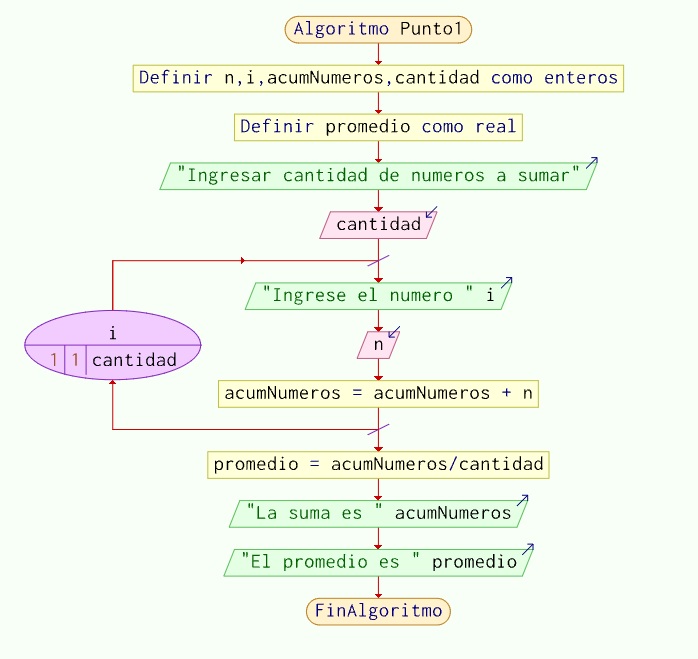 Algoritmo Punto1
Definir n,i,acumNumeros,cantidad como enteros
Definir promedio como real
"Ingresar cantidad de numeros a sumar"
cantidad
"Ingrese el numero " i
i
1 1 cantidad
n
acumNumeros = acumNumeros + n
promedio = acumNumeros/cantidad
"La suma es " acumNumeros
"El promedio es " promedio
FinAlgoritmo